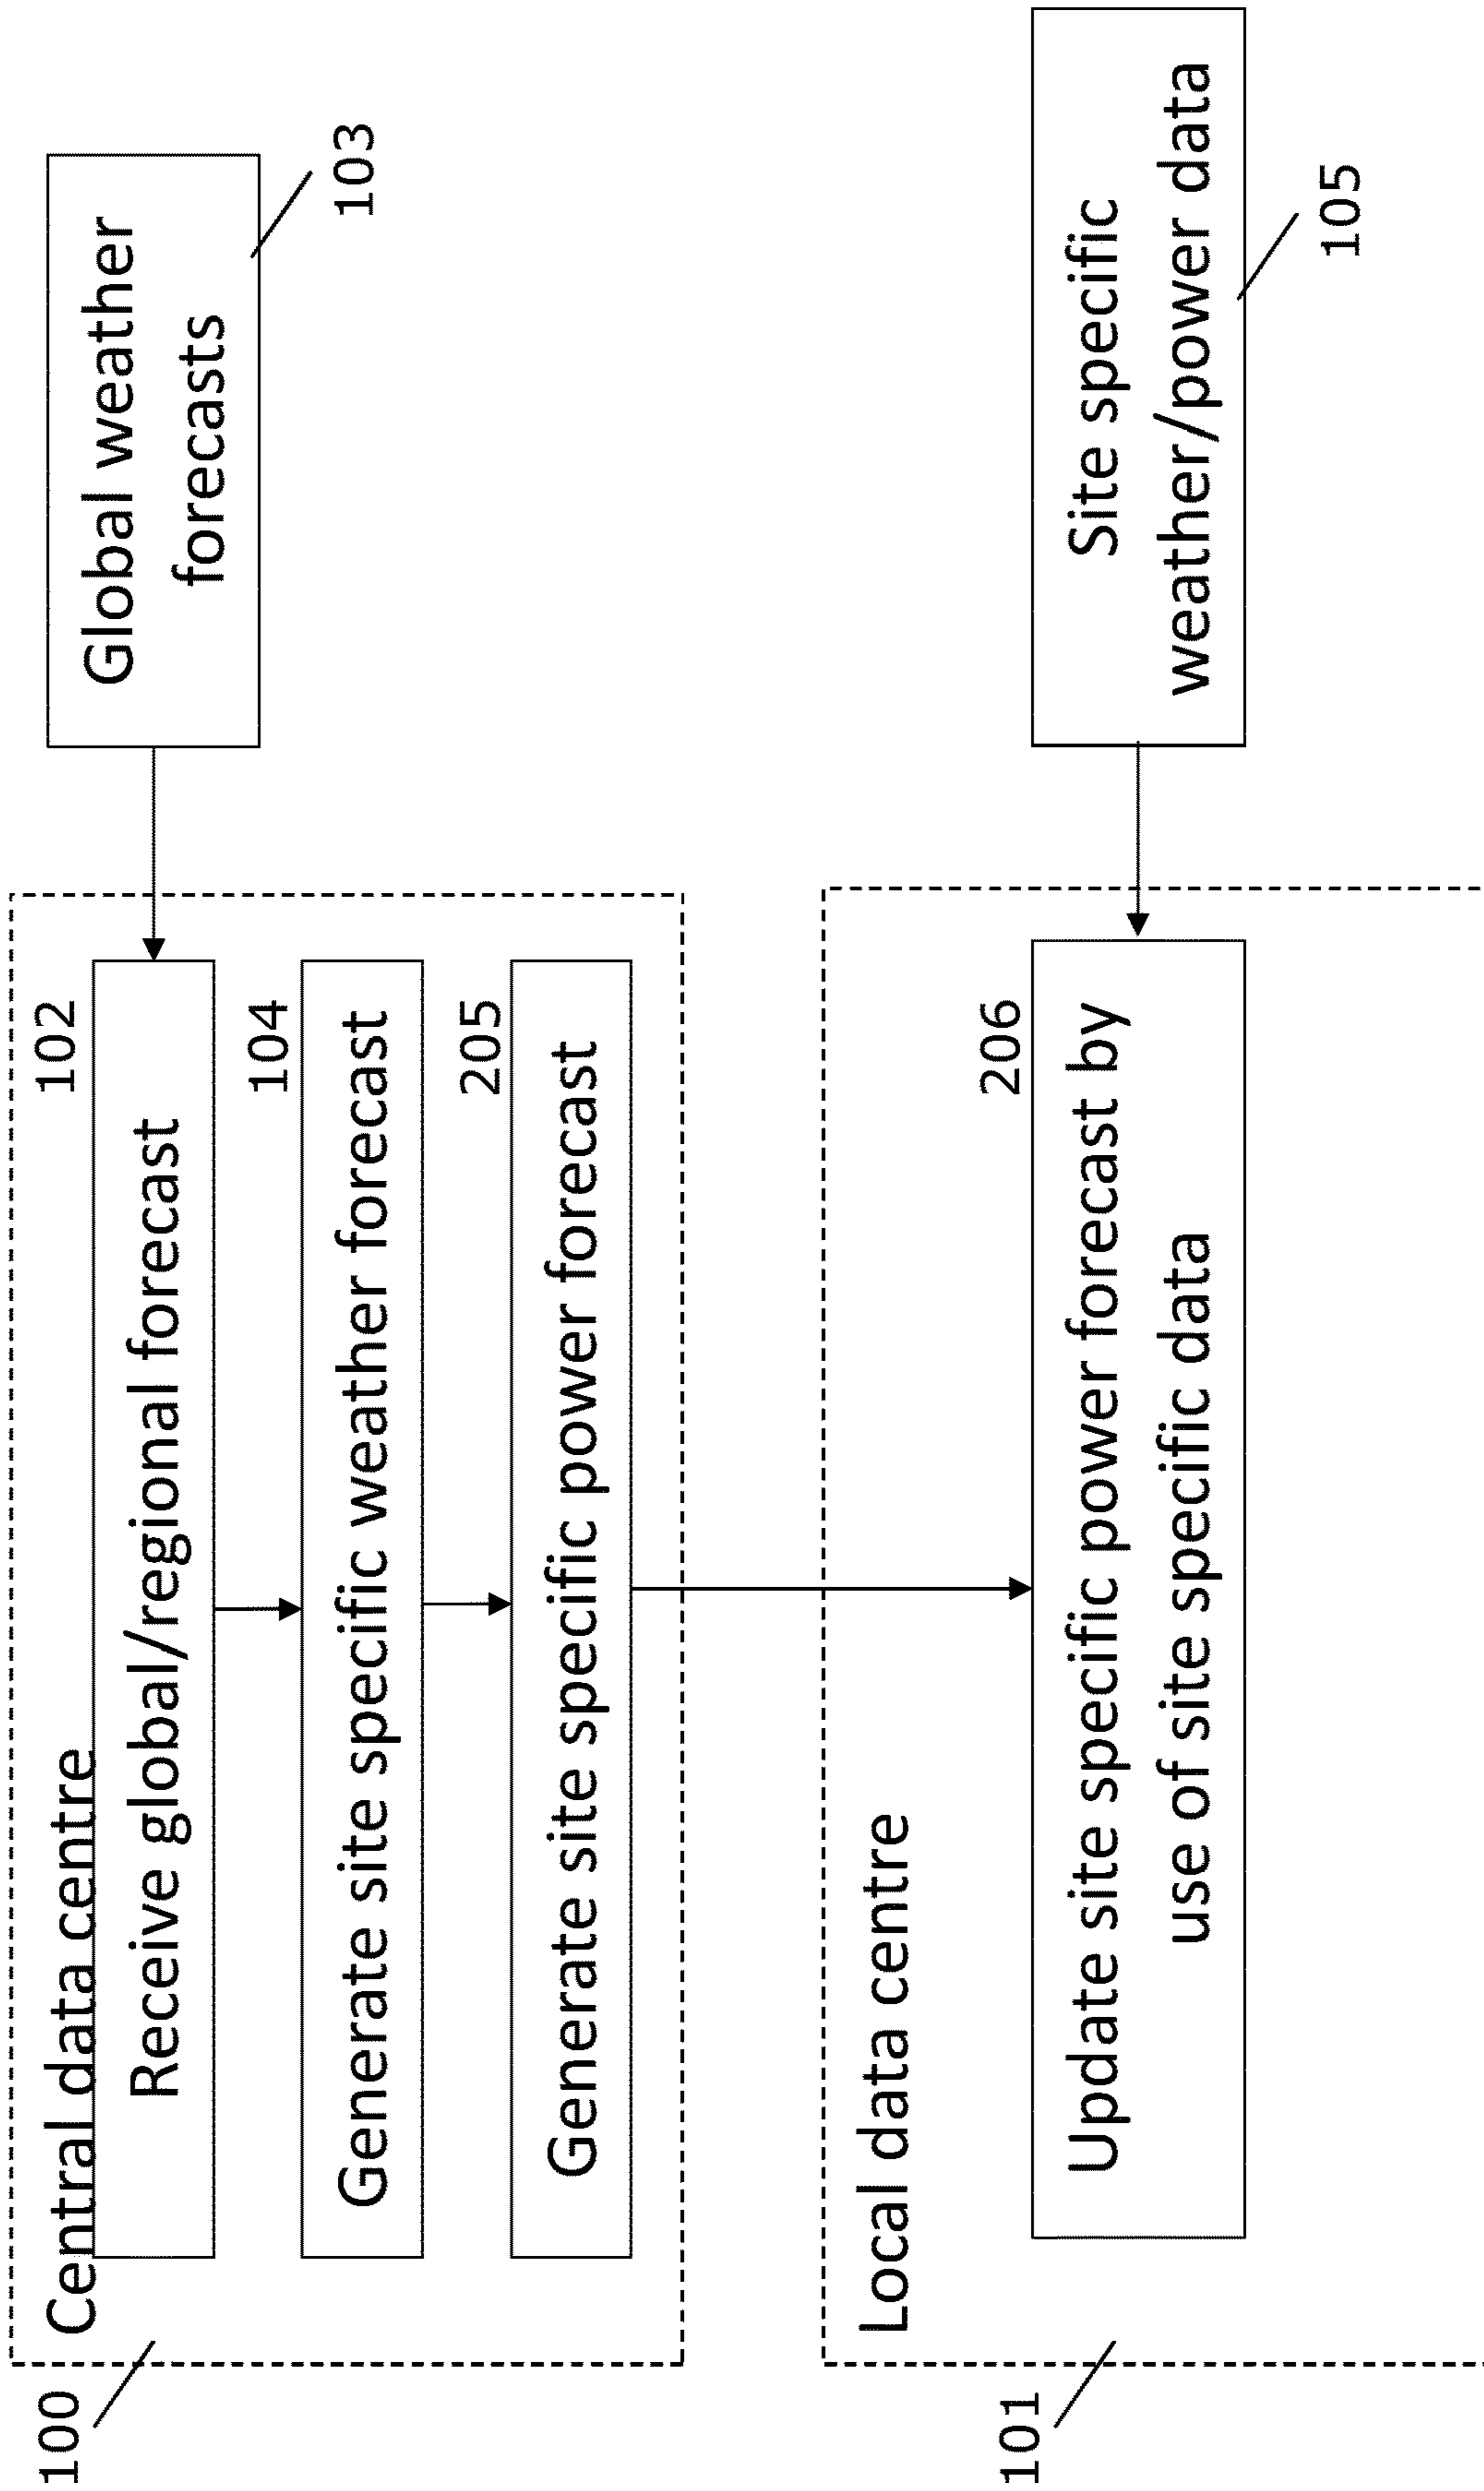 100
Central data centre
102
Receive global/regional forecast
104
Generate site specific weather forecast
205
Generate site specific power forecast
Global weather
forecasts
103
101
Local data centre
206
Update site specific power forecast by
use of site specific data
Site specific
weather/power data
105